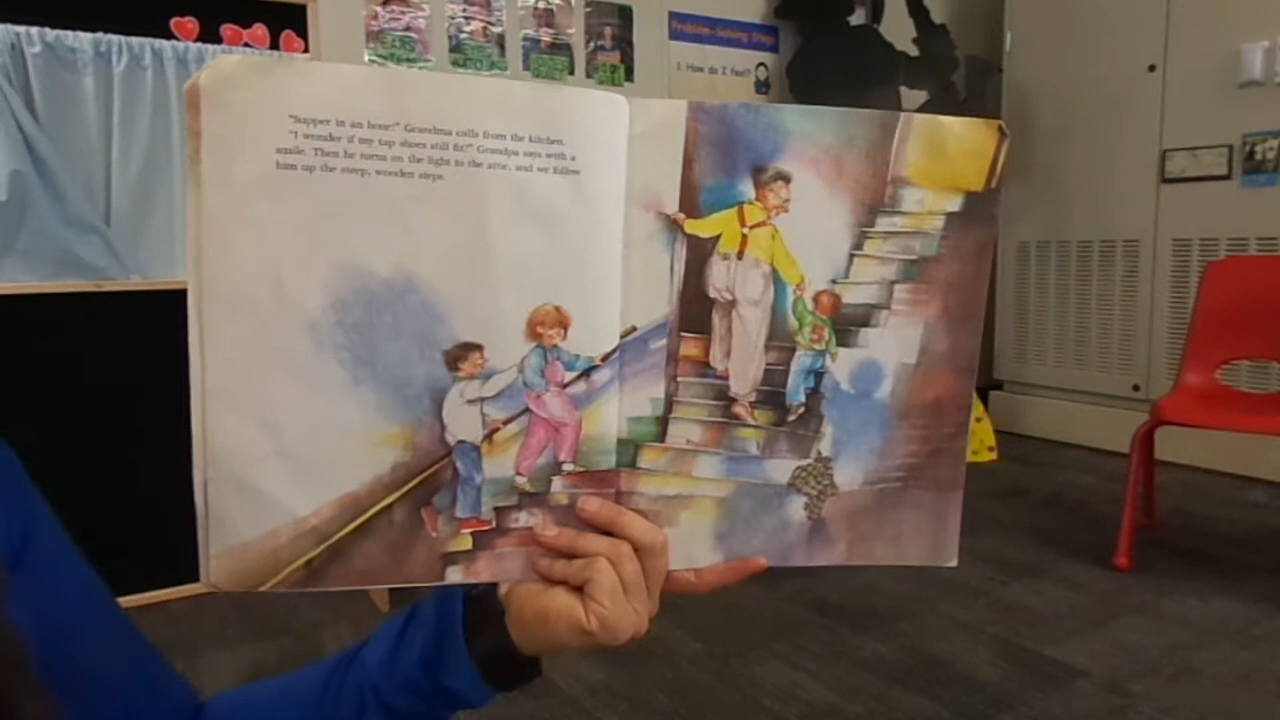 Problem-Solving Steps
1. How do I feel?
"Supper in an hour!" Grandma calls from the kitchen.
"I wonder if my tap shoes still fit?" Grandpa says with a
smile. Then he turns on the light to the attic, and we follow
him up the steep, wooden steps.